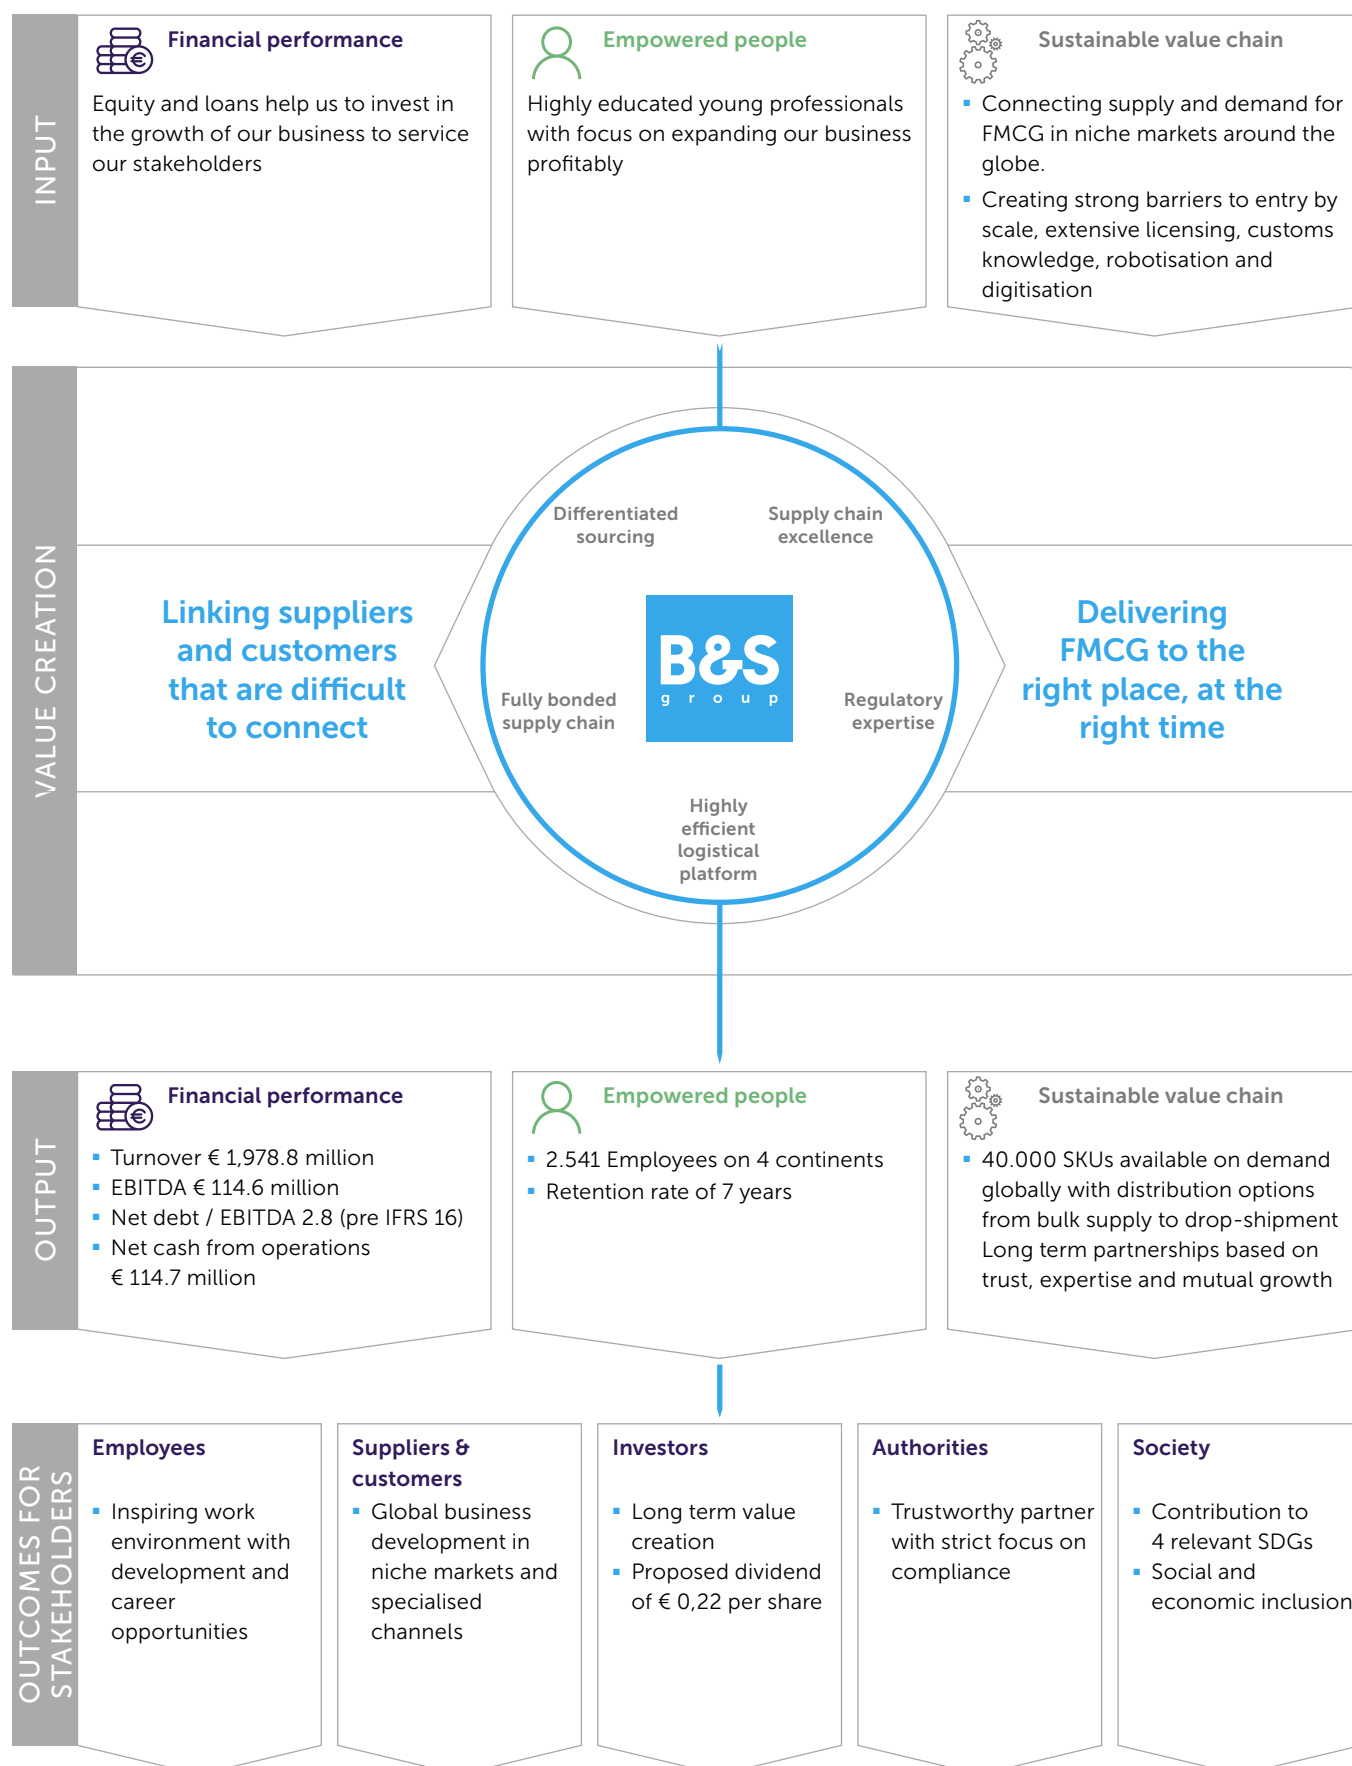 INPUT
Financial performance
Equity and loans help us to invest in
the growth of our business to service
our stakeholders
Empowered people
Highly educated young professionals
with focus on expanding our business
profitably
Sustainable value chain
▪ Connecting supply and demand for
FMCG in niche markets around the
globe.
▪ Creating strong barriers to entry by
scale, extensive licensing, customs
knowledge, robotisation and
digitisation
VALUE CREATION
Linking suppliers
and customers
that are difficult
to connect
Differentiated
sourcing
Supply chain
excellence
B&S
group
Fully bonded
supply chain
Regulatory
expertise
Highly
efficient
logistical
platform
Delivering
FMCG to the
right place, at the
right time
OUTPUT
Financial performance
▪ Turnover € 1,978.8 million
▪ EBITDA € 114.6 million
▪ Net debt / EBITDA 2.8 (pre IFRS 16)
▪ Net cash from operations
€ 114.7 million
Empowered people
▪ 2.541 Employees on 4 continents
▪ Retention rate of 7 years
Sustainable value chain
▪ 40.000 SKUs available on demand
globally with distribution options
from bulk supply to drop-shipment
Long term partnerships based on
trust, expertise and mutual growth
OUTCOMES FOR
STAKEHOLDERS
Employees
▪ Inspiring work
environment with
development and
career
opportunities
Suppliers &
customers
▪ Global business
development in
niche markets and
specialised
channels
Investors
▪ Long term value
creation
▪ Proposed dividend
of € 0,22 per share
Authorities
▪ Trustworthy partner
with strict focus on
compliance
Society
▪ Contribution to
4 relevant SDGs
▪ Social and
economic inclusion